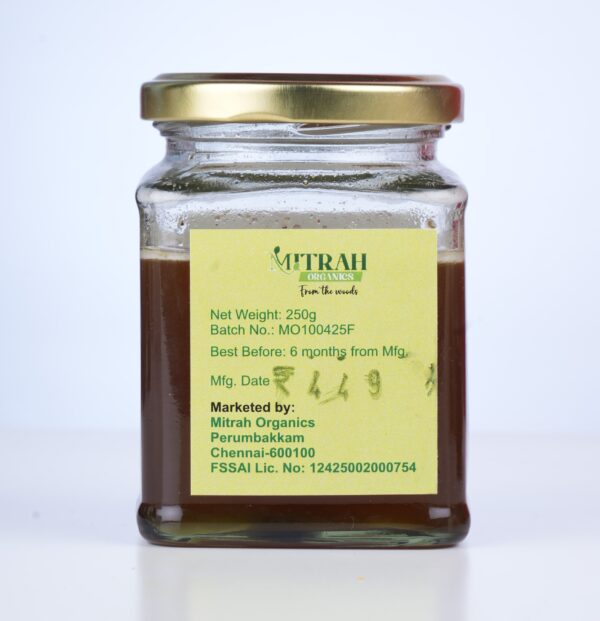 MITRAH
ORGANICS
From the woods
Net Weight: 250g
Batch No.: MO100425F
Best Before: 6 months from Mfg.
Mfg. Date ₹ 449
Marketed by:
Mitrah Organics
Perumbakkam
Chennai-600100
FSSAI Lic. No: 12425002000754